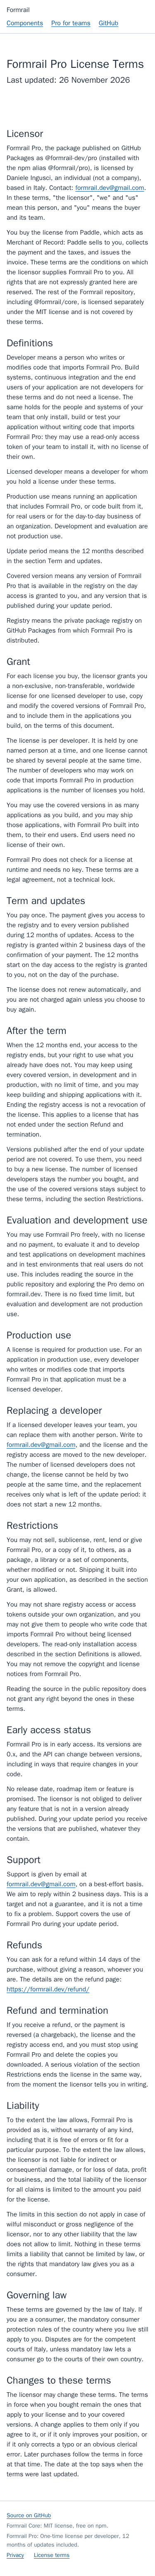 Formrail
Components Pro for teams GitHub
Formrail Pro License Terms
Last updated: 26 November 2026
Licensor
Formrail Pro, the package published on GitHub
Packages as @formrail-dev/pro (installed with
the npm alias @formrail/pro), is licensed by
Daniele Ingusci, an individual (not a company),
based in Italy. Contact: formrail.dev@gmail.com.
In these terms, "the licensor", "we" and "us"
mean this person, and "you" means the buyer
and its team.
You buy the license from Paddle, which acts as
Merchant of Record: Paddle sells to you, collects
the payment and the taxes, and issues the
invoice. These terms are the conditions on which
the licensor supplies Formrail Pro to you. All
rights that are not expressly granted here are
reserved. The rest of the Formrail repository,
including @formrail/core, is licensed separately
under the MIT license and is not covered by
these terms.
Definitions
Developer means a person who writes or
modifies code that imports Formrail Pro. Build
systems, continuous integration and the end
users of your application are not developers for
these terms and do not need a license. The
same holds for the people and systems of your
team that only install, build or test your
application without writing code that imports
Formrail Pro: they may use a read-only access
token of your team to install it, with no license of
their own.
Licensed developer means a developer for whom
you hold a license under these terms.
Production use means running an application
that includes Formrail Pro, or code built from it,
for real users or for the day-to-day business of
an organization. Development and evaluation are
not production use.
Update period means the 12 months described
in the section Term and updates.
Covered version means any version of Formrail
Pro that is available in the registry on the day
access is granted to you, and any version that is
published during your update period.
Registry means the private package registry on
GitHub Packages from which Formrail Pro is
distributed.
Grant
For each license you buy, the licensor grants you
a non-exclusive, non-transferable, worldwide
license for one licensed developer to use, copy
and modify the covered versions of Formrail Pro,
and to include them in the applications you
build, on the terms of this document.
The license is per developer. It is held by one
named person at a time, and one license cannot
be shared by several people at the same time.
The number of developers who may work on
code that imports Formrail Pro in production
applications is the number of licenses you hold.
You may use the covered versions in as many
applications as you build, and you may ship
those applications, with Formrail Pro built into
them, to their end users. End users need no
license of their own.
Formrail Pro does not check for a license at
runtime and needs no key. These terms are a
legal agreement, not a technical lock.
Term and updates
You pay once. The payment gives you access to
the registry and to every version published
during 12 months of updates. Access to the
registry is granted within 2 business days of the
confirmation of your payment. The 12 months
start on the day access to the registry is granted
to you, not on the day of the purchase.
The license does not renew automatically, and
you are not charged again unless you choose to
buy again.
After the term
When the 12 months end, your access to the
registry ends, but your right to use what you
already have does not. You may keep using
every covered version, in development and in
production, with no limit of time, and you may
keep building and shipping applications with it.
Ending the registry access is not a revocation of
the license. This applies to a license that has
not ended under the section Refund and
termination.
Versions published after the end of your update
period are not covered. To use them, you need
to buy a new license. The number of licensed
developers stays the number you bought, and
the use of the covered versions stays subject to
these terms, including the section Restrictions.
Evaluation and development use
You may use Formrail Pro freely, with no license
and no payment, to evaluate it and to develop
and test applications on development machines
and in test environments that real users do not
use. This includes reading the source in the
public repository and exploring the Pro demo on
formrail.dev. There is no fixed time limit, but
evaluation and development are not production
use.
Production use
A license is required for production use. For an
application in production use, every developer
who writes or modifies code that imports
Formrail Pro in that application must be a
licensed developer.
Replacing a developer
If a licensed developer leaves your team, you
can replace them with another person. Write to
formrail.dev@gmail.com, and the license and the
registry access are moved to the new developer.
The number of licensed developers does not
change, the license cannot be held by two
people at the same time, and the replacement
receives only what is left of the update period: it
does not start a new 12 months.
Restrictions
You may not sell, sublicense, rent, lend or give
Formrail Pro, or a copy of it, to others, as a
package, a library or a set of components,
whether modified or not. Shipping it built into
your own application, as described in the section
Grant, is allowed.
You may not share registry access or access
tokens outside your own organization, and you
may not give them to people who write code that
imports Formrail Pro without being licensed
developers. The read-only installation access
described in the section Definitions is allowed.
You may not remove the copyright and license
notices from Formrail Pro.
Reading the source in the public repository does
not grant any right beyond the ones in these
terms.
Early access status
Formrail Pro is in early access. Its versions are
0.x, and the API can change between versions,
including in ways that require changes in your
code.
No release date, roadmap item or feature is
promised. The licensor is not obliged to deliver
any feature that is not in a version already
published. During your update period you receive
the versions that are published, whatever they
contain.
Support
Support is given by email at
formrail.dev@gmail.com, on a best-effort basis.
We aim to reply within 2 business days. This is a
target and not a guarantee, and it is not a time
to fix a problem. Support covers the use of
Formrail Pro during your update period.
Refunds
You can ask for a refund within 14 days of the
purchase, without giving a reason, whoever you
are. The details are on the refund page:
https://formrail.dev/refund/
Refund and termination
If you receive a refund, or the payment is
reversed (a chargeback), the license and the
registry access end, and you must stop using
Formrail Pro and delete the copies you
downloaded. A serious violation of the section
Restrictions ends the license in the same way,
from the moment the licensor tells you in writing.
Liability
To the extent the law allows, Formrail Pro is
provided as is, without warranty of any kind,
including that it is free of errors or fit for a
particular purpose. To the extent the law allows,
the licensor is not liable for indirect or
consequential damage, or for loss of data, profit
or business, and the total liability of the licensor
for all claims is limited to the amount you paid
for the license.
The limits in this section do not apply in case of
wilful misconduct or gross negligence of the
licensor, nor to any other liability that the law
does not allow to limit. Nothing in these terms
limits a liability that cannot be limited by law, or
the rights that mandatory law gives you as a
consumer.
Governing law
These terms are governed by the law of Italy. If
you are a consumer, the mandatory consumer
protection rules of the country where you live still
apply to you. Disputes are for the competent
courts of Italy, unless mandatory law lets a
consumer go to the courts of their own country.
Changes to these terms
The licensor may change these terms. The terms
in force when you bought remain the ones that
apply to your license and to your covered
versions. A change applies to them only if you
agree to it, or if it only improves your position, or
if it only corrects a typo or an obvious clerical
error. Later purchases follow the terms in force
at that time. The date at the top says when the
terms were last updated.
Source on GitHub
Formrail Core: MIT license, free on npm.
Formrail Pro: One-time license per developer, 12
months of updates included.
Privacy License terms